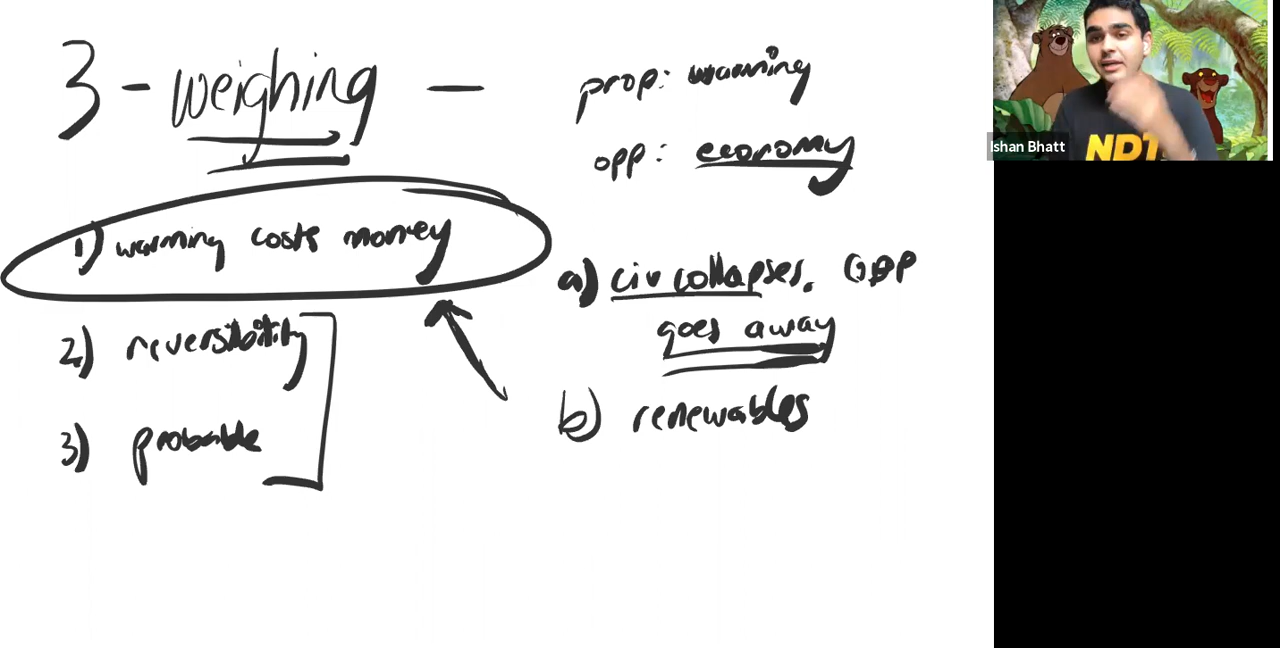 3 - weighing -
prop: warming
opp: economy
1) warming costs money
a) civ collapses. GDP
goes away
2) reversibility
b) renewables
3) probable
Ishan Bhatt
NDT